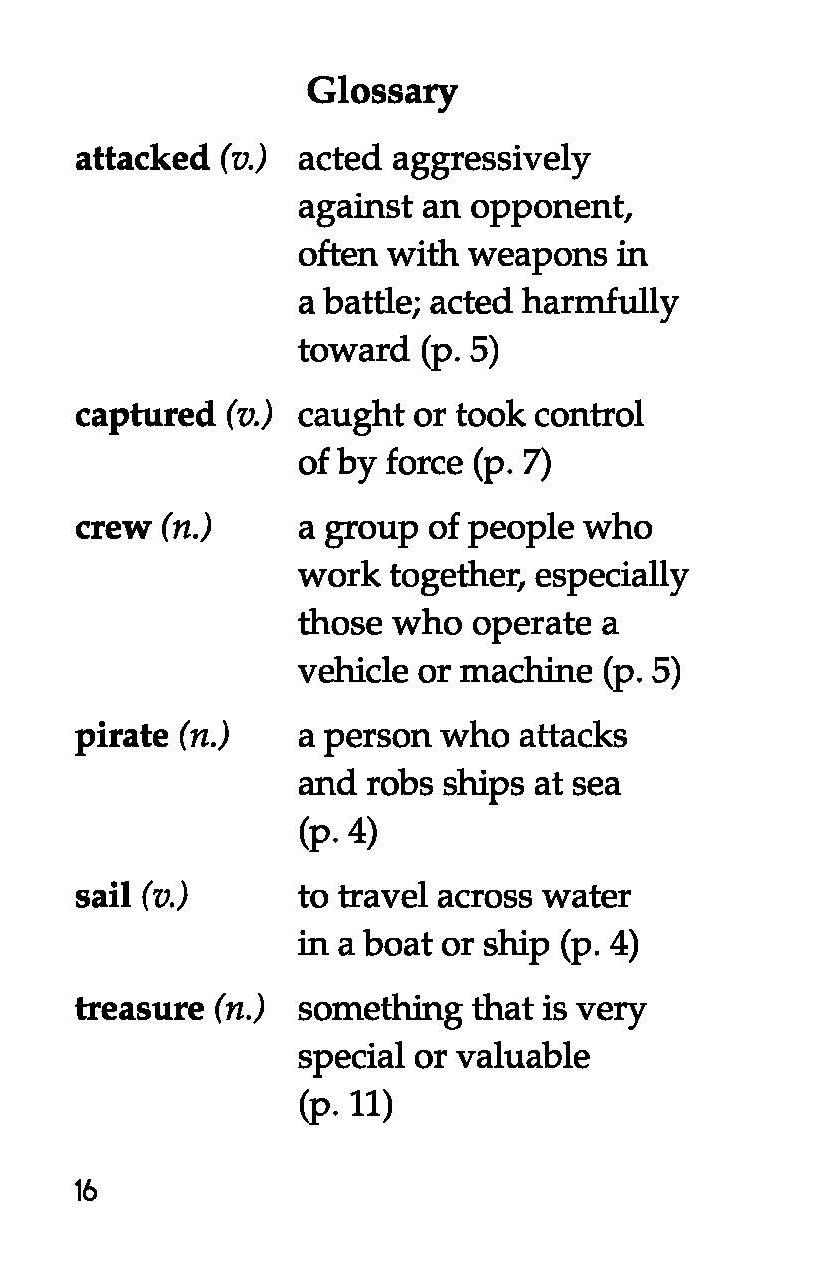 Glossary
attacked (v.) acted aggressively
against an opponent,
often with weapons in
a battle; acted harmfully
toward (p. 5)
captured (v.) caught or took control
of by force (p. 7)
crew (n.) a group of people who
work together, especially
those who operate a
vehicle or machine (p. 5)
pirate (n.) a person who attacks
and robs ships at sea
(p. 4)
sail (v.) to travel across water
in a boat or ship (p. 4)
treasure (n.) something that is very
special or valuable
(p. 11)
16